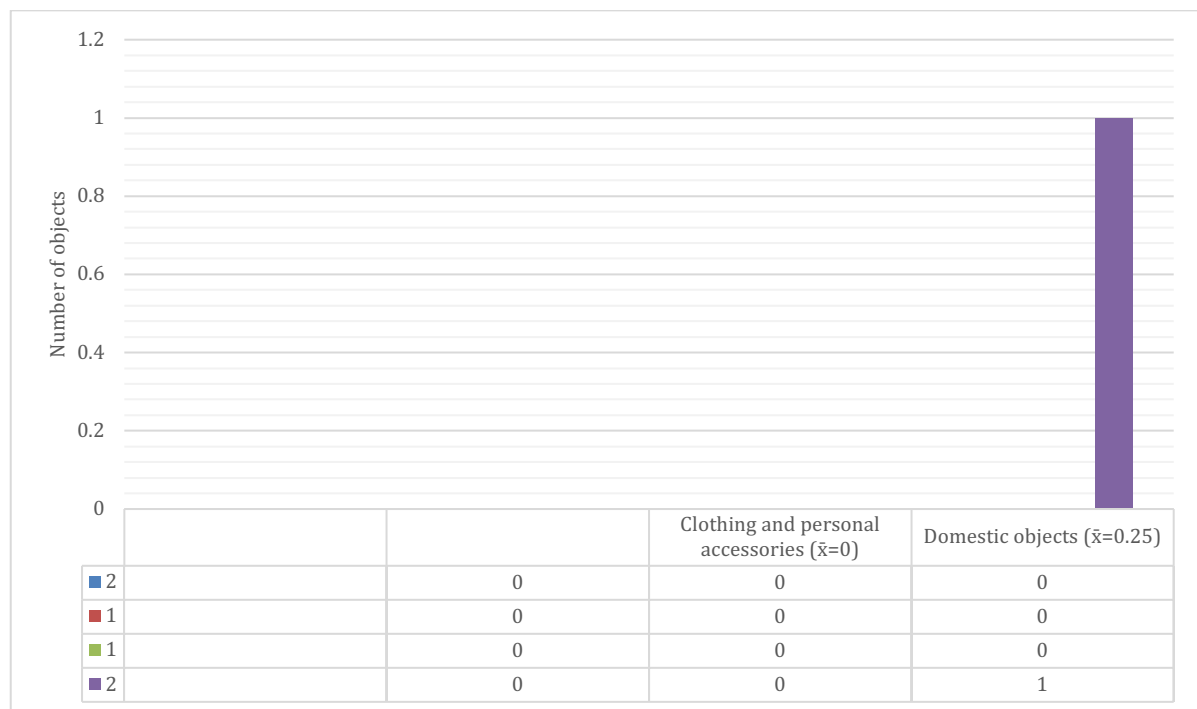 1.2
1
0.8
0.6
0.4
0.2
0
Number of objects
Clothing and personal
accessories (x̄=0)
Domestic objects (x̄=0.25)
2 0 0 0
1 0 0 0
1 0 0 0
2 0 0 1